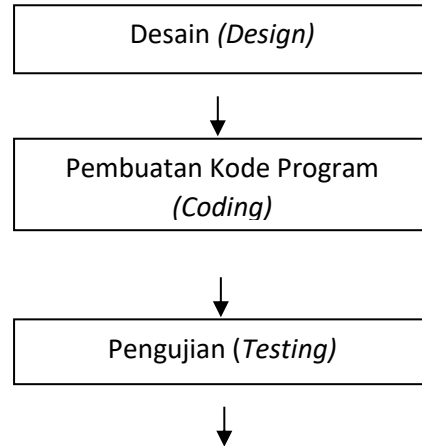 Desain (Design)
Pembuatan Kode Program
(Coding)
Pengujian (Testing)